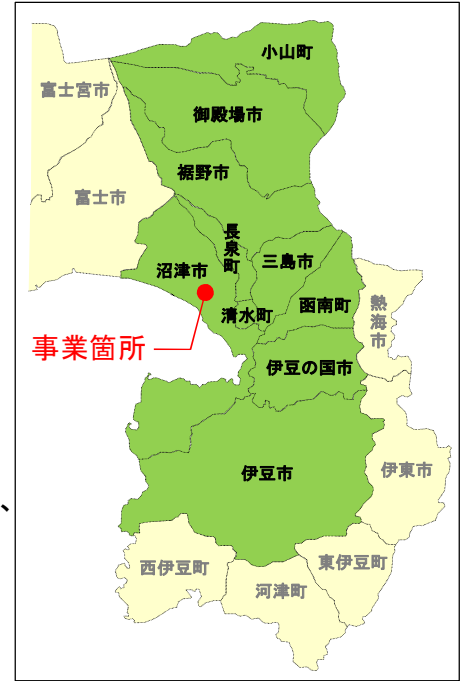 小山町
富士宮市
御殿場市
裾野市
富士市
長泉町
三島市
沼津市
函南町
清水町
熱海市
事業箇所
伊豆の国市
伊豆市
伊東市
、
西伊豆町
東伊豆町
河津町